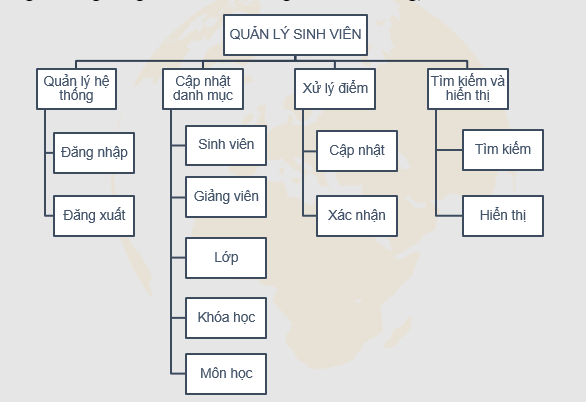 QUẢN LÝ SINH VIÊN
Quản lý hệ
thống
Cập nhật
danh mục
Xử lý điểm
Tìm kiếm và
hiển thị
Đăng nhập
Đăng xuất
Sinh viên
Giảng viên
Lớp
Khóa học
Môn học
Cập nhật
Xác nhận
Tìm kiếm
Hiển thị